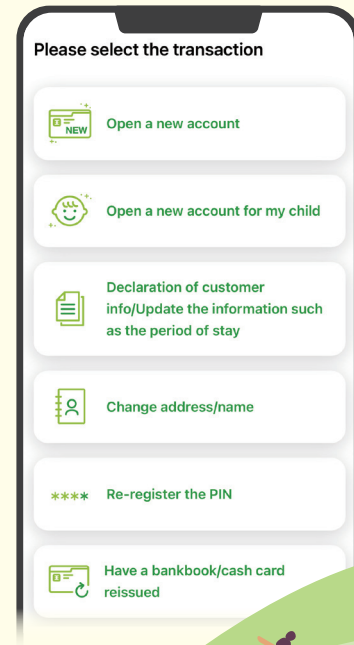 Please select the transaction
NEW
Open a new account
Open a new account for my child
Declaration of customer
info/Update the information such
as the period of stay
Change address/name
****
Re-register the PIN
Have a bankbook/cash card
reissued